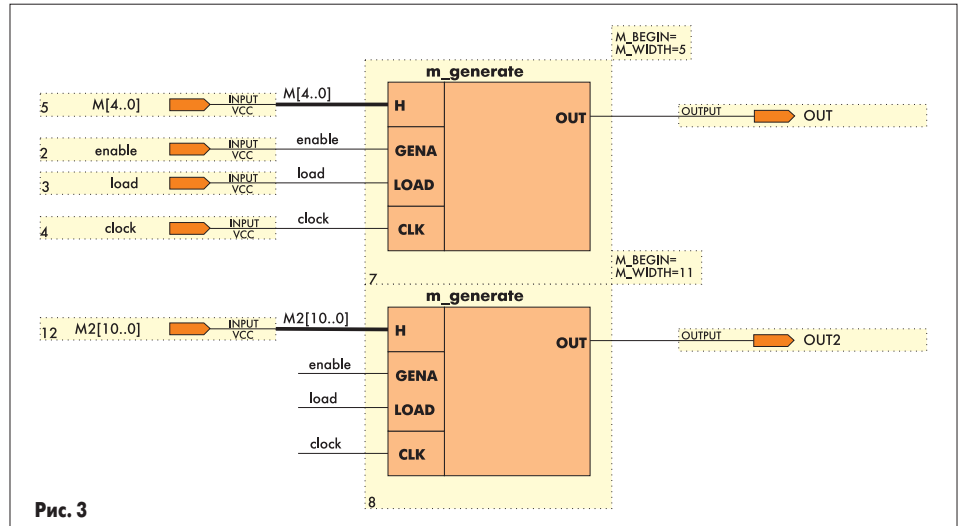 M_BEGIN=
M_WIDTH=5
m_generate
5 M[4..0] INPUT VCC M[4..0] H
OUT OUTPUT OUT
2 enable INPUT VCC enable GENA
3 load INPUT VCC load LOAD
4 clock INPUT VCC clock CLK
7
M_BEGIN=
M_WIDTH=11
m_generate
12 M2[10..0] INPUT VCC M2[10..0] H
OUT OUTPUT OUT2
enable GENA
load LOAD
clock CLK
8
Рис. 3